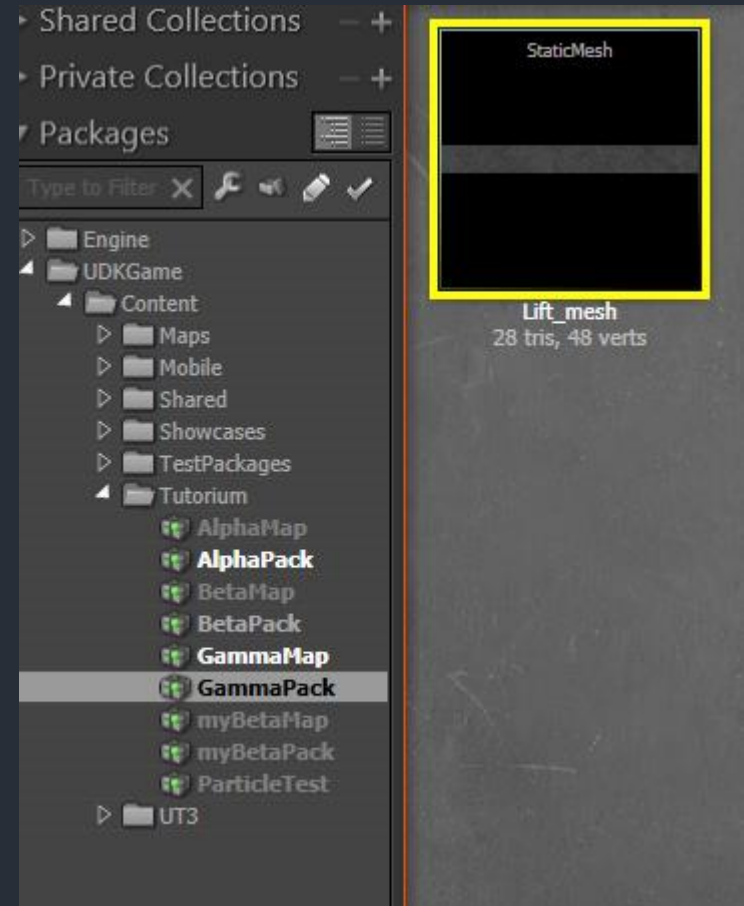 Shared Collections
Private Collections
Packages
Type to Filter
Engine
UDKGame
Content
Maps
Mobile
Shared
Showcases
TestPackages
Tutorium
AlphaMap
AlphaPack
BetaMap
BetaPack
GammaMap
GammaPack
myBetaMap
myBetaPack
ParticleTest
UT3
StaticMesh
Lift_mesh
28 tris, 48 verts